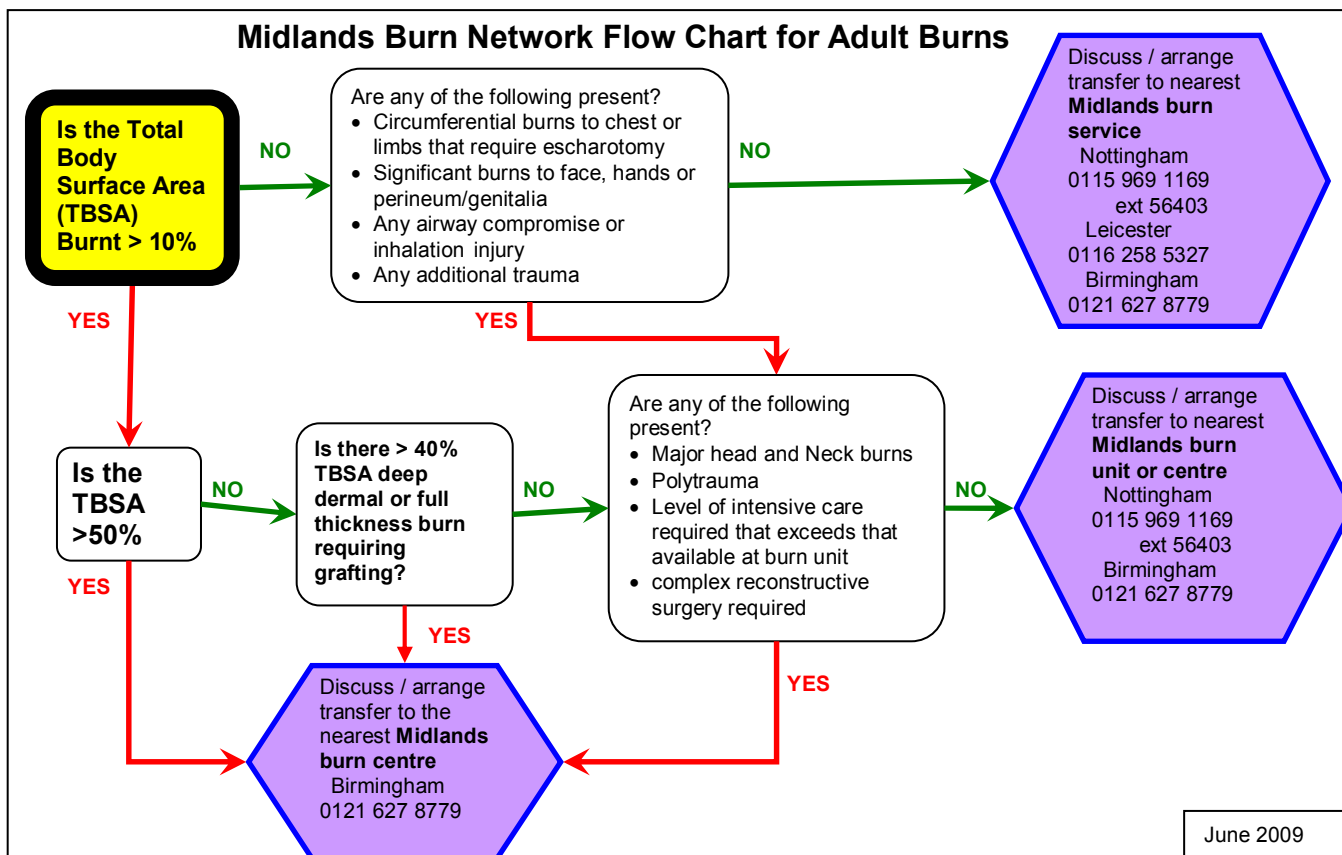 Midlands Burn Network Flow Chart for Adult Burns
Is the Total
Body
Surface Area
(TBSA)
Burnt > 10%
NO
YES
Are any of the following present?
• Circumferential burns to chest or
limbs that require escharotomy
• Significant burns to face, hands or
perineum/genitalia
• Any airway compromise or
inhalation injury
• Any additional trauma
NO
YES
Discuss / arrange
transfer to nearest
Midlands burn
service
Nottingham
0115 969 1169
ext 56403
Leicester
0116 258 5327
Birmingham
0121 627 8779
Is the
TBSA
>50%
NO
YES
Is there > 40%
TBSA deep
dermal or full
thickness burn
requiring
grafting?
NO
YES
Are any of the following
present?
• Major head and Neck burns
• Polytrauma
• Level of intensive care
required that exceeds that
available at burn unit
• complex reconstructive
surgery required
NO
YES
Discuss / arrange
transfer to nearest
Midlands burn
unit or centre
Nottingham
0115 969 1169
ext 56403
Birmingham
0121 627 8779
Discuss / arrange
transfer to the
nearest Midlands
burn centre
Birmingham
0121 627 8779
June 2009